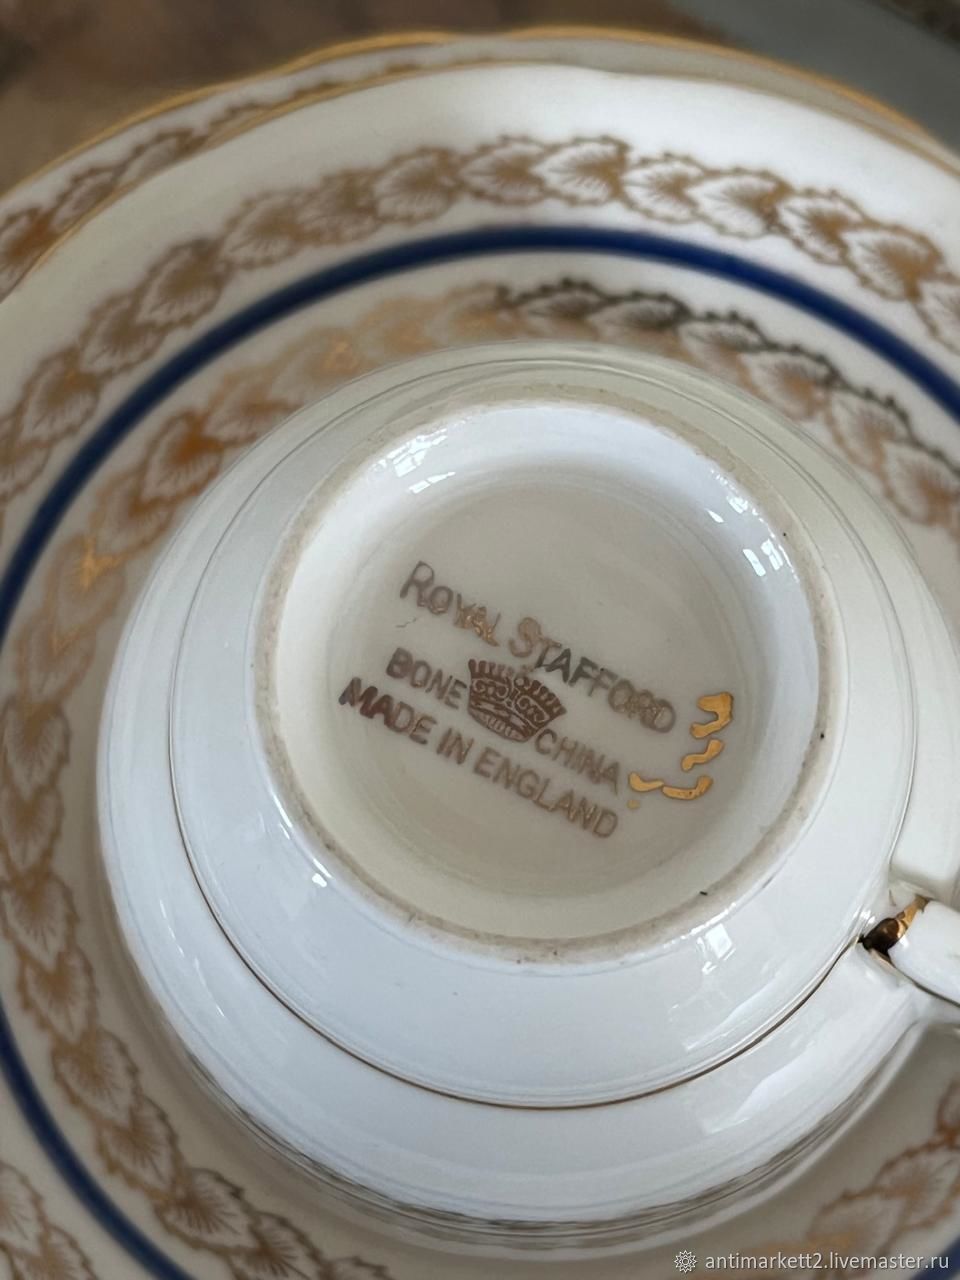 ROYAL STAFFORD
BONE CHINA
MADE IN ENGLAND
antimarkett2.livemaster.ru